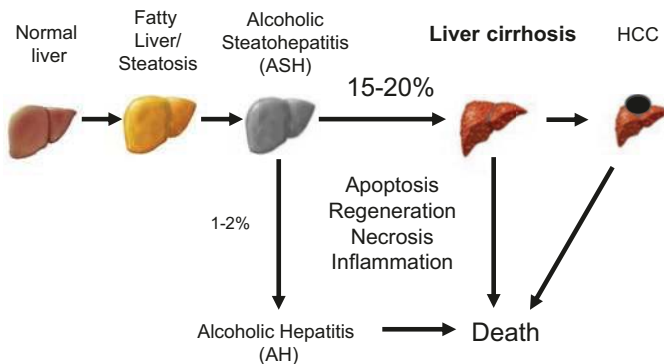 Normal
liver
Fatty
Liver/
Steatosis
Alcoholic
Steatohepatitis
(ASH)
Liver cirrhosis
HCC
15-20%
1-2%
Apoptosis
Regeneration
Necrosis
Inflammation
Alcoholic Hepatitis
(AH)
Death